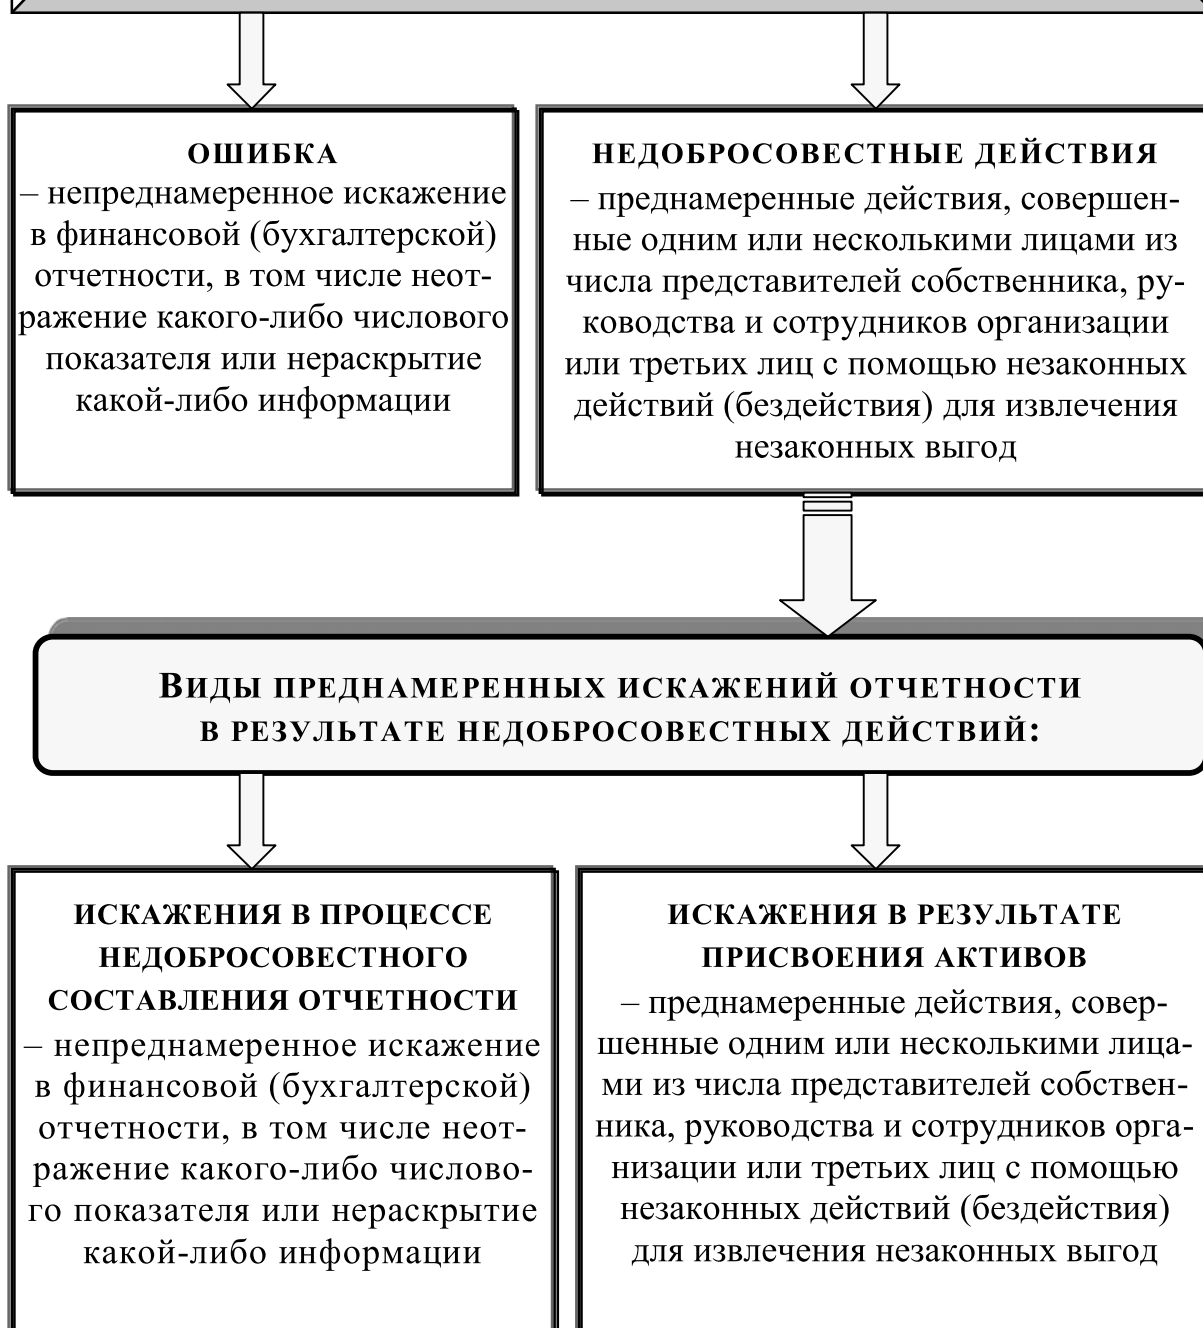 ОШИБКА
– непреднамеренное искажение
в финансовой (бухгалтерской)
отчетности, в том числе неот-
ражение какого-либо числового
показателя или нераскрытие
какой-либо информации
НЕДОБРОСОВЕСТНЫЕ ДЕЙСТВИЯ
– преднамеренные действия, совершен-
ные одним или несколькими лицами из
числа представителей собственника, ру-
ководства и сотрудников организации
или третьих лиц с помощью незаконных
действий (бездействия) для извлечения
незаконных выгод
ВИДЫ ПРЕДНАМЕРЕННЫХ ИСКАЖЕНИЙ ОТЧЕТНОСТИ
В РЕЗУЛЬТАТЕ НЕДОБРОСОВЕСТНЫХ ДЕЙСТВИЙ:
ИСКАЖЕНИЯ В ПРОЦЕССЕ
НЕДОБРОСОВЕСТНОГО
СОСТАВЛЕНИЯ ОТЧЕТНОСТИ
– непреднамеренное искажение
в финансовой (бухгалтерской)
отчетности, в том числе неот-
ражение какого-либо числово-
го показателя или нераскрытие
какой-либо информации
ИСКАЖЕНИЯ В РЕЗУЛЬТАТЕ
ПРИСВОЕНИЯ АКТИВОВ
– преднамеренные действия, совер-
шенные одним или несколькими лица-
ми из числа представителей собствен-
ника, руководства и сотрудников орга-
низации или третьих лиц с помощью
незаконных действий (бездействия)
для извлечения незаконных выгод